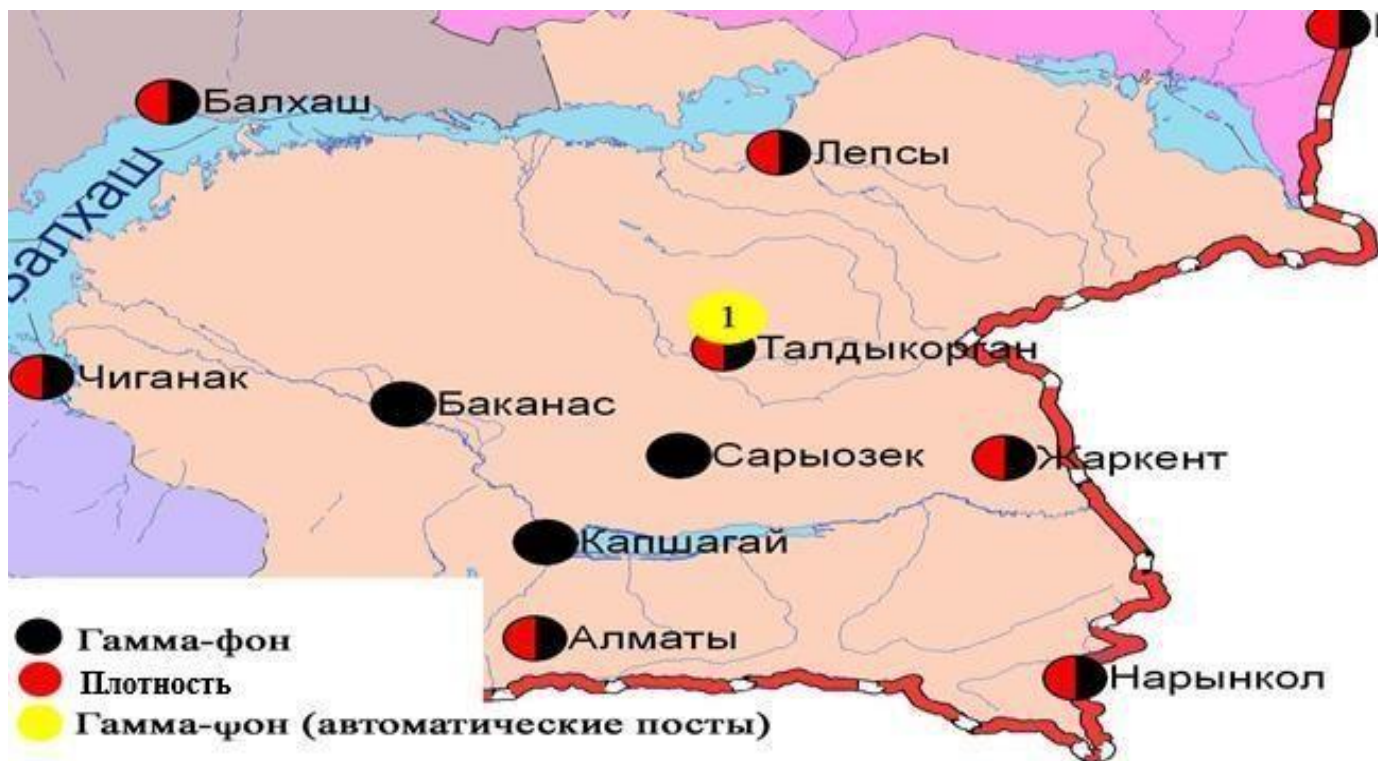 Балхаш
Балхаш
Лепсы
1
Талдыкорган
Чиганак
Баканас
Сарыозек
Жаркент
Капшагай
Алматы
Нарынкол
Гамма-фон
Плотность
Гамма-фон (автоматические посты)